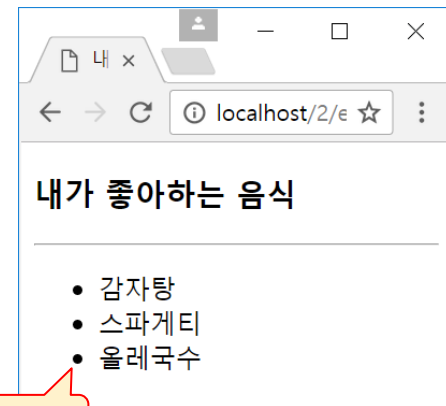 내
localhost/2/e
내가 좋아하는 음식
감자탕
스파게티
올레국수